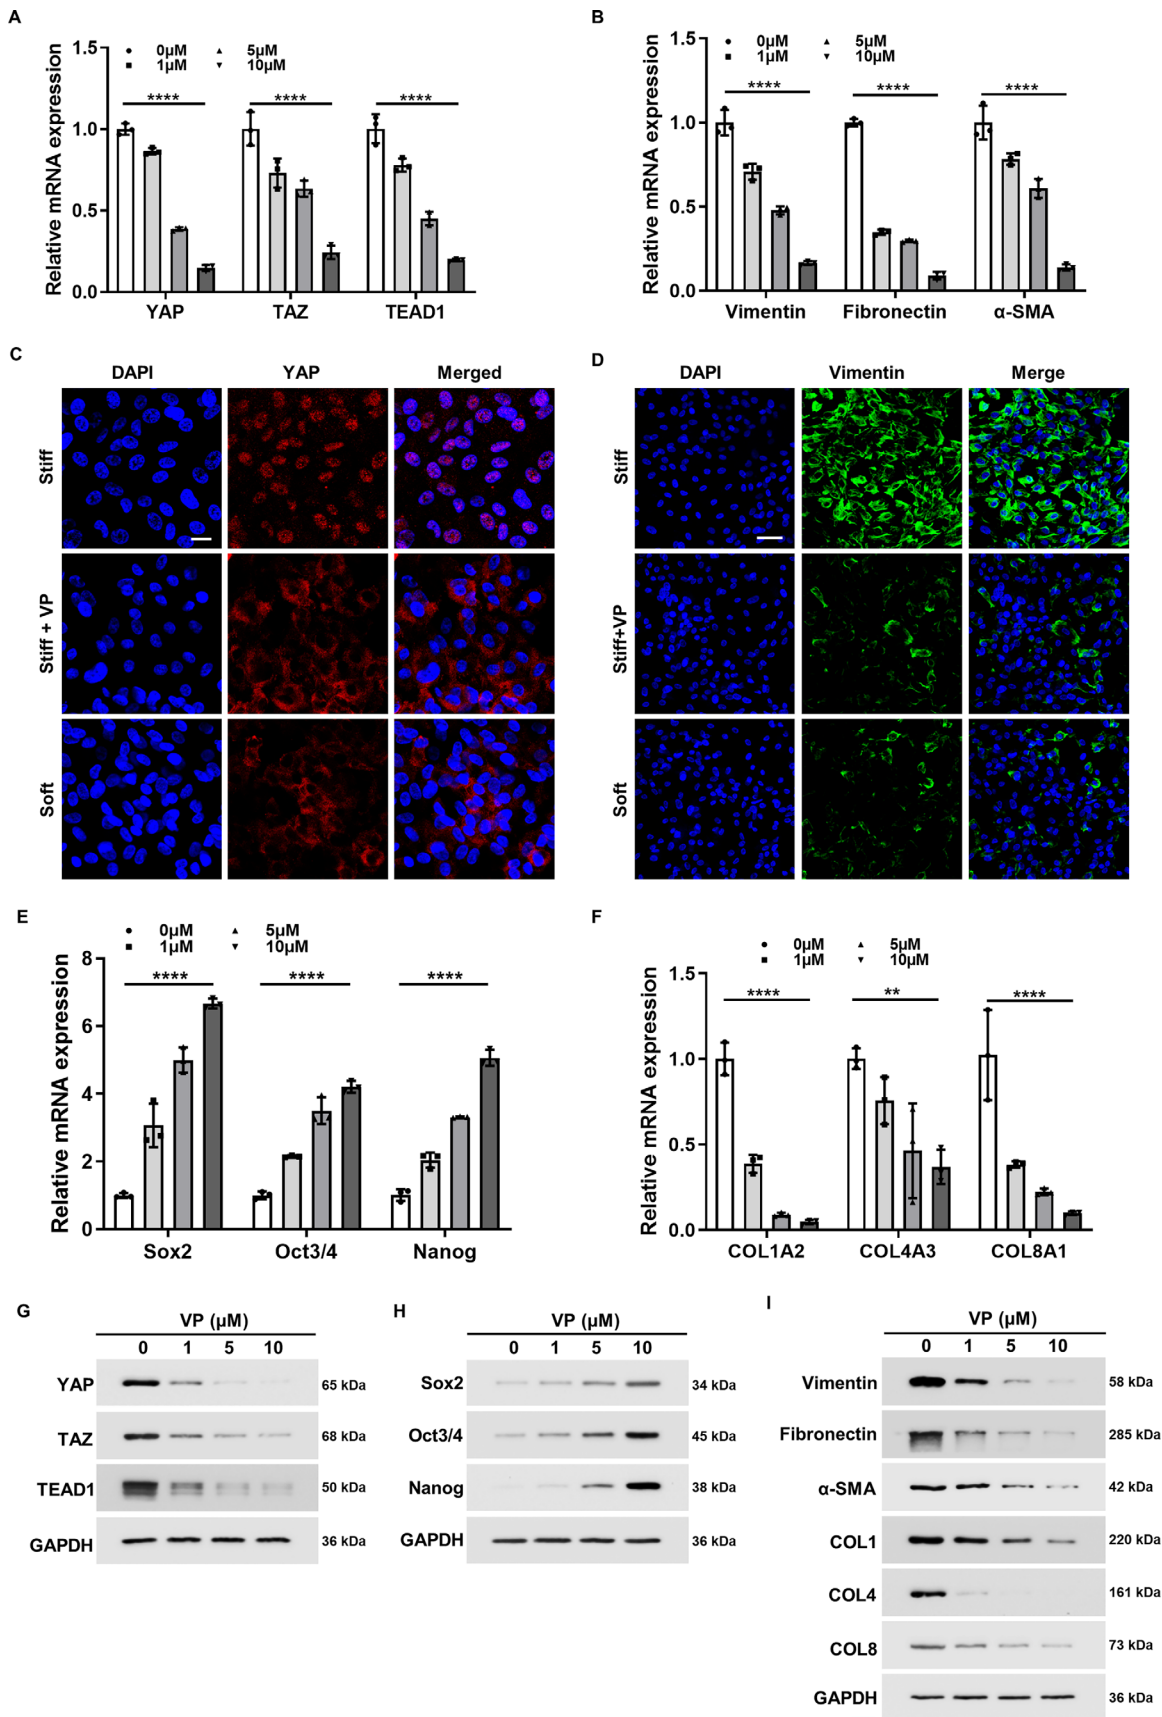 A
0μM 5μM
1μM 10μM
Relative mRNA expression
1.5
1.0
0.5
0.0
**** **** ****
YAP TAZ TEAD1
B
0μM 5μM
1μM 10μM
Relative mRNA expression
1.5
1.0
0.5
0.0
**** **** ****
Vimentin Fibronectin α-SMA
C
DAPI YAP Merged
Stiff
Stiff + VP
Soft
D
DAPI Vimentin Merge
Stiff
Stiff+VP
Soft
E
0μM 5μM
1μM 10μM
Relative mRNA expression
8
6
4
2
0
**** **** ****
Sox2 Oct3/4 Nanog
F
0μM 5μM
1μM 10μM
Relative mRNA expression
1.5
1.0
0.5
0.0
**** ** ****
COL1A2 COL4A3 COL8A1
G
VP (μM)
0 1 5 10
YAP 65 kDa
TAZ 68 kDa
TEAD1 50 kDa
GAPDH 36 kDa
H
VP (μM)
0 1 5 10
Sox2 34 kDa
Oct3/4 45 kDa
Nanog 38 kDa
GAPDH 36 kDa
I
VP (μM)
0 1 5 10
Vimentin 58 kDa
Fibronectin 285 kDa
α-SMA 42 kDa
COL1 220 kDa
COL4 161 kDa
COL8 73 kDa
GAPDH 36 kDa